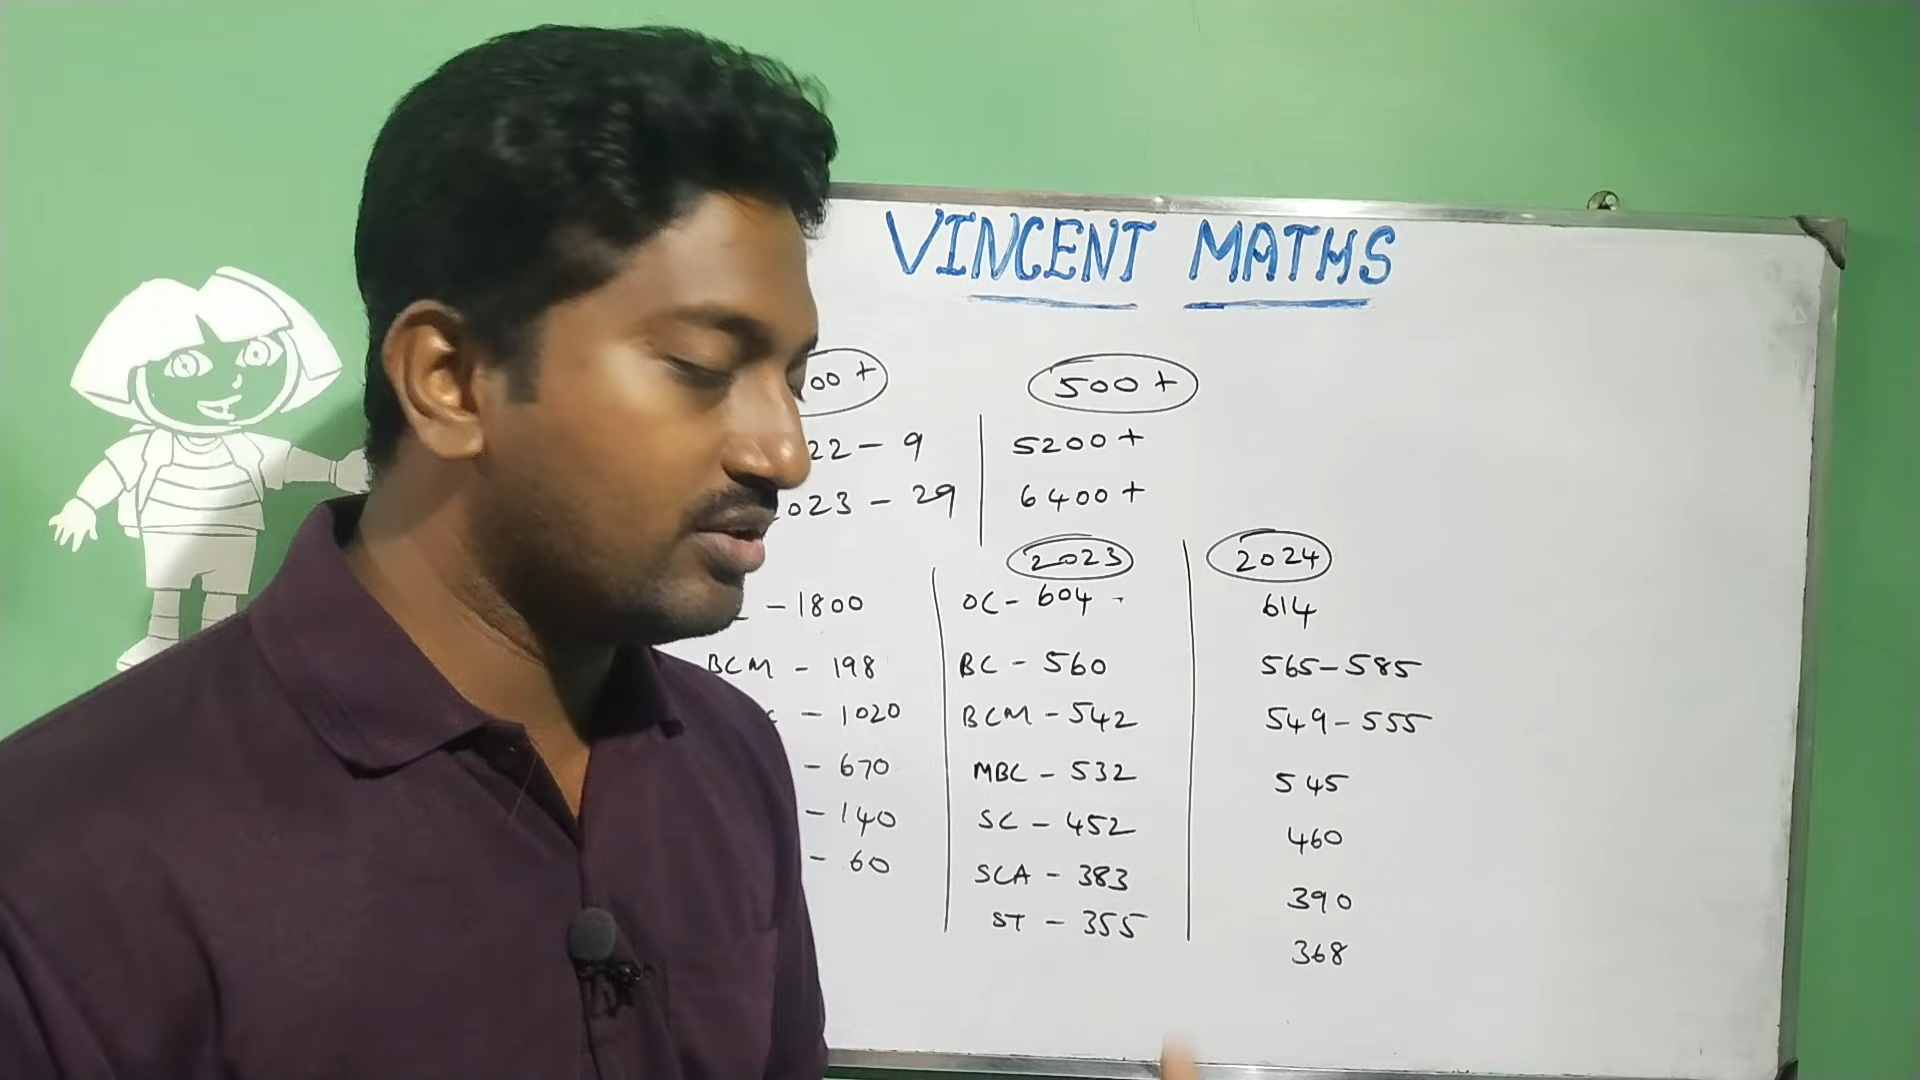 VINCENT MATHS
00+ 500+
22 - 9 5200+
023 - 29 6400+
2023 2024
- 1800 OC - 604 - 614
BCM - 198 BC - 560 565-585
C - 1020 BCM - 542 549-555
- 670 MBC - 532 545
- 140 SC - 452 460
- 60 SCA - 383 390
ST - 355 368